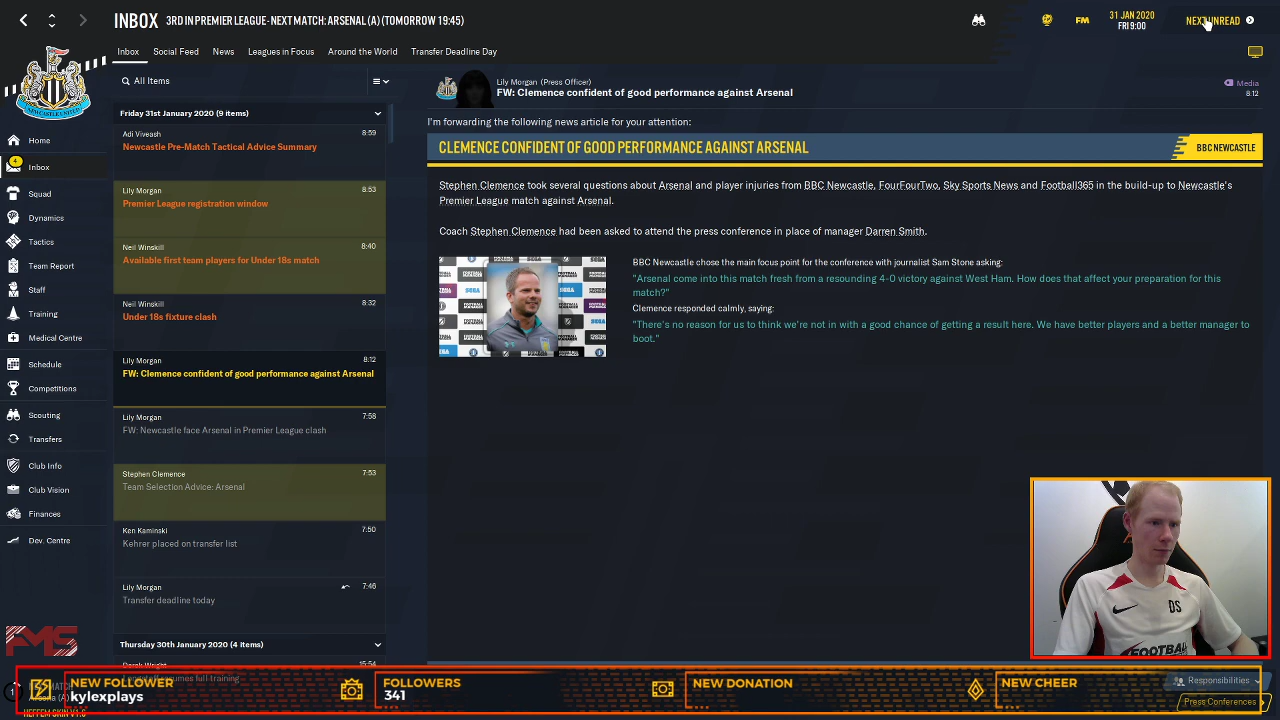 INBOX
3RD IN PREMIER LEAGUE - NEXT MATCH: ARSENAL (A) (TOMORROW 19:45)
FM
31 JAN 2020
FRI 9:00
NEXT UNREAD
Inbox
Social Feed
News
Leagues in Focus
Around the World
Transfer Deadline Day
NEWCASTLE UNITED
Home
4
Inbox
Squad
Dynamics
Tactics
Team Report
Staff
Training
Medical Centre
Schedule
Competitions
Scouting
Transfers
Club Info
Club Vision
Finances
Dev. Centre
All Items
Friday 31st January 2020 (9 items)
Adi Viveash 8:59
Newcastle Pre-Match Tactical Advice Summary
Lily Morgan 8:53
Premier League registration window
Neil Winskill 8:40
Available first team players for Under 18s match
Neil Winskill 8:32
Under 18s fixture clash
Lily Morgan 8:12
FW: Clemence confident of good performance against Arsenal
Lily Morgan 7:58
FW: Newcastle face Arsenal in Premier League clash
Stephen Clemence 7:53
Team Selection Advice: Arsenal
Ken Kaminski 7:50
Kehrer placed on transfer list
Lily Morgan 7:46
Transfer deadline today
Thursday 30th January 2020 (4 items)
15:54
Lily Morgan (Press Officer)
FW: Clemence confident of good performance against Arsenal
Media
8:12
I'm forwarding the following news article for your attention:
CLEMENCE CONFIDENT OF GOOD PERFORMANCE AGAINST ARSENAL
BBC NEWCASTLE
Stephen Clemence took several questions about Arsenal and player injuries from BBC Newcastle, FourFourTwo, Sky Sports News and Football365 in the build-up to Newcastle's
Premier League match against Arsenal.
Coach Stephen Clemence had been asked to attend the press conference in place of manager Darren Smith.
BBC Newcastle chose the main focus point for the conference with journalist Sam Stone asking:
"Arsenal come into this match fresh from a resounding 4-0 victory against West Ham. How does that affect your preparation for this
match?"
Clemence responded calmly, saying:
"There's no reason for us to think we're not in with a good chance of getting a result here. We have better players and a better manager to
boot."
SEGA
DS
FOOTBALL
FMS
NEW FOLLOWER
kylexplays
FOLLOWERS
341
NEW DONATION
NEW CHEER
Responsibilities
Press Conferences